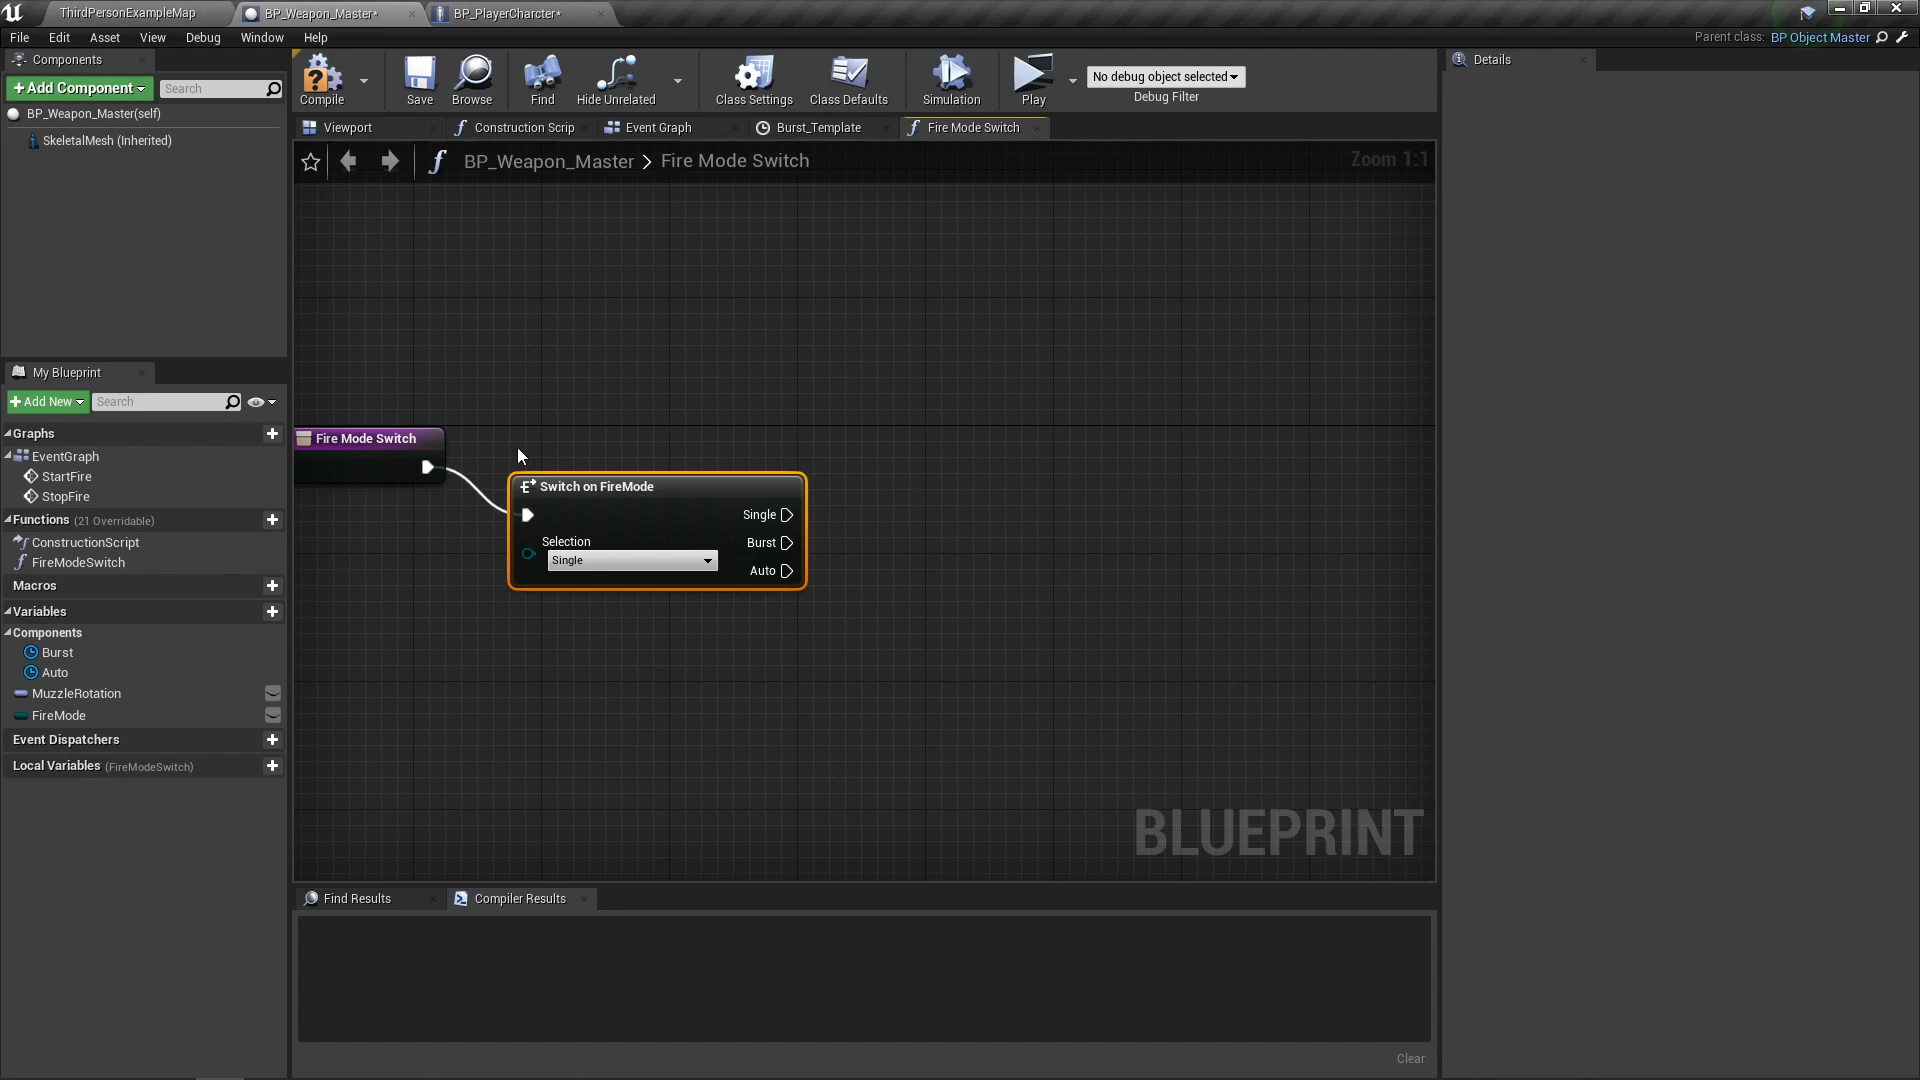 ThirdPersonExampleMap
BP_Weapon_Master*
BP_PlayerCharcter*
File Edit Asset View Debug Window Help
Parent class: BP Object Master
Components
+Add Component
Search
BP_Weapon_Master(self)
SkeletalMesh (Inherited)
Compile
Save
Browse
Find
Hide Unrelated
Class Settings
Class Defaults
Simulation
Play
No debug object selected
Debug Filter
Details
Viewport
Construction Scrip
Event Graph
Burst_Template
Fire Mode Switch
BP_Weapon_Master > Fire Mode Switch
Zoom 1:1
My Blueprint
+Add New
Search
Graphs
EventGraph
StartFire
StopFire
Functions (21 Overridable)
ConstructionScript
FireModeSwitch
Macros
Variables
Components
Burst
Auto
MuzzleRotation
FireMode
Event Dispatchers
Local Variables (FireModeSwitch)
Fire Mode Switch
Switch on FireMode
Single
Selection
Burst
Single
Auto
BLUEPRINT
Find Results
Compiler Results
Clear